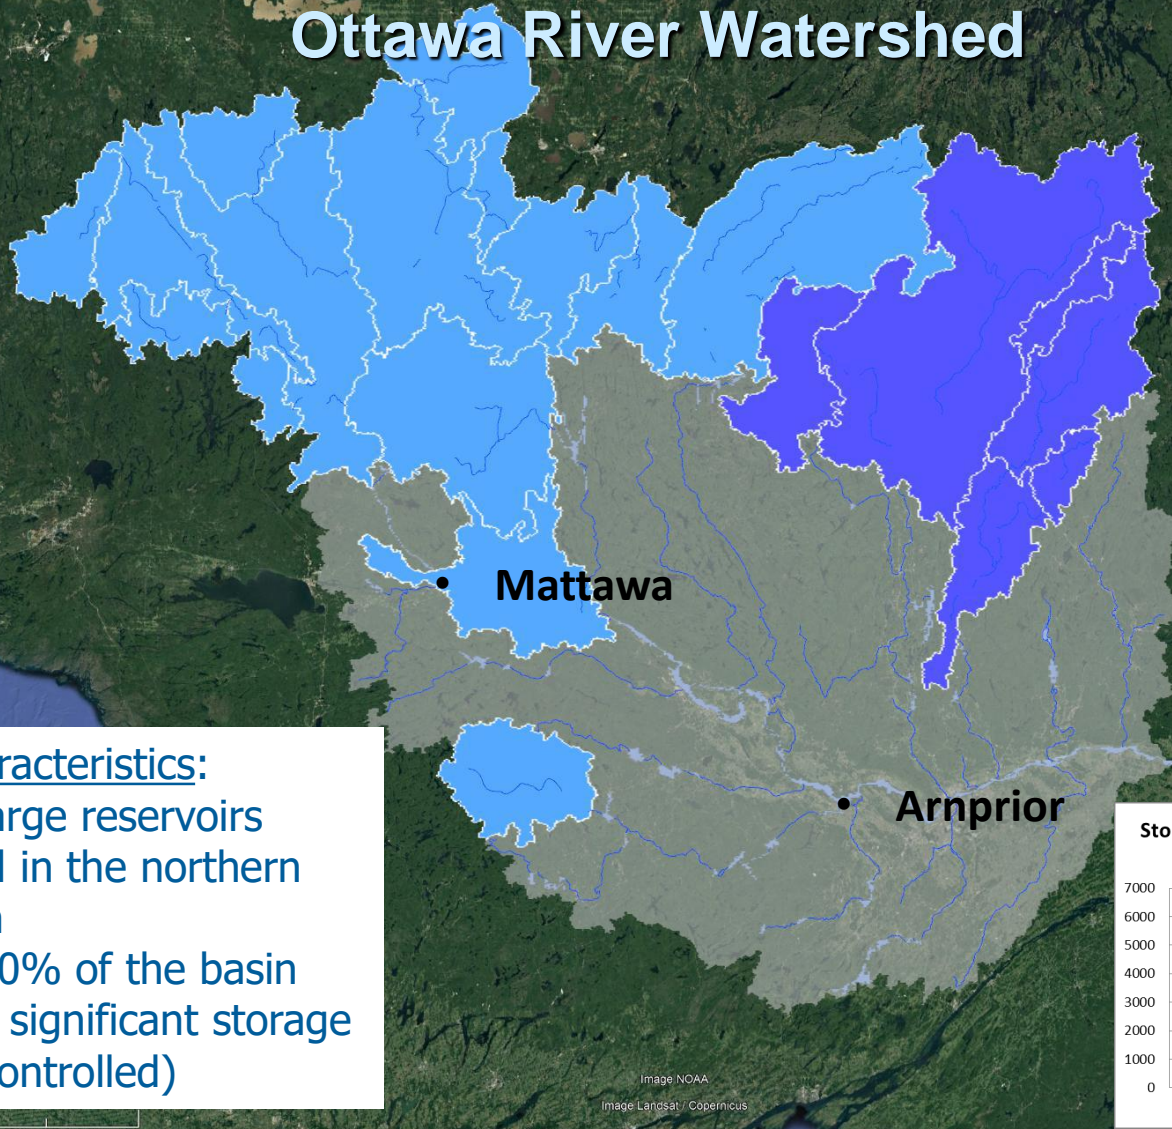 Ottawa River Watershed
Mattawa
Arnprior
racteristics:
arge reservoirs
in the northern
0% of the basin
significant storage
ontrolled)
Sto
7000
6000
5000
4000
3000
2000
1000
0
Image NOAA
Image Landsat / Copernicus